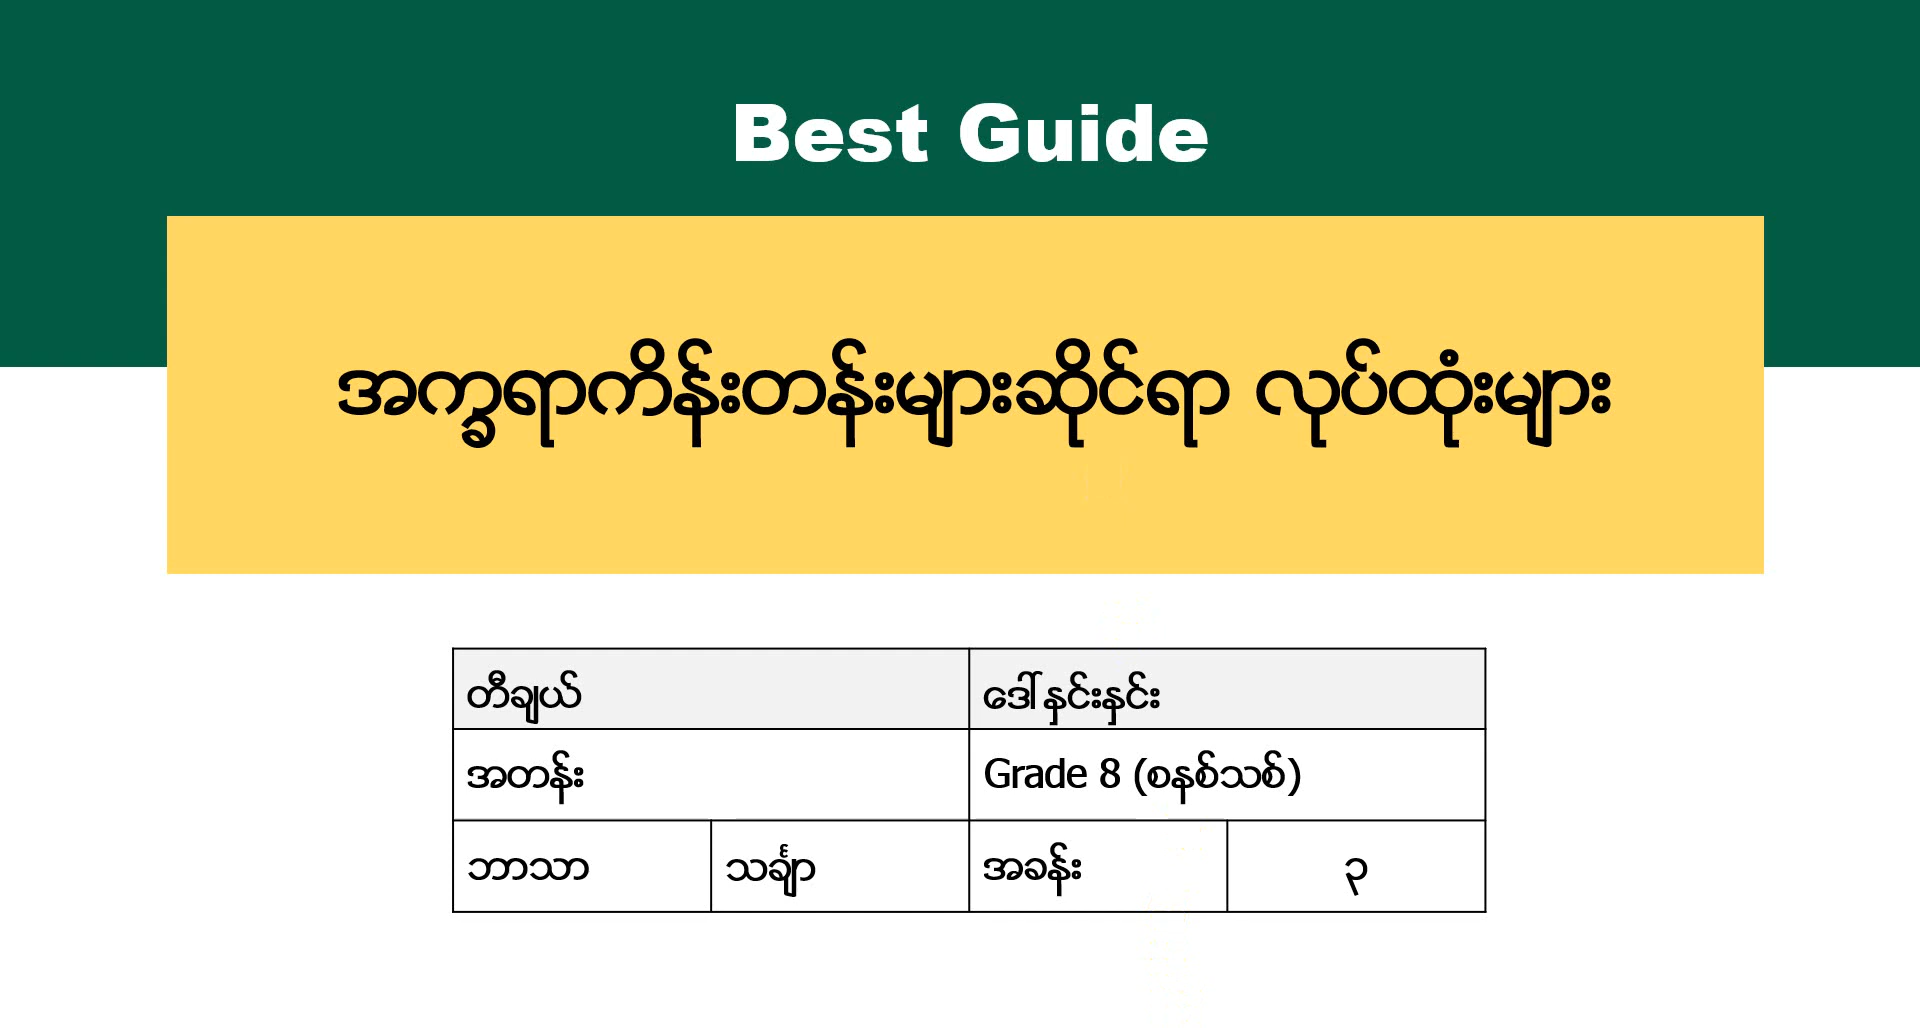 Best Guide
အက္ခရာကိန်းတန်းများဆိုင်ရာ လုပ်ထုံးများ
တီချယ် ဒေါ်နှင်းနှင်း
အတန်း Grade 8 (စနစ်သစ်)
ဘာသာ သင်္ချာ အခန်း ၃